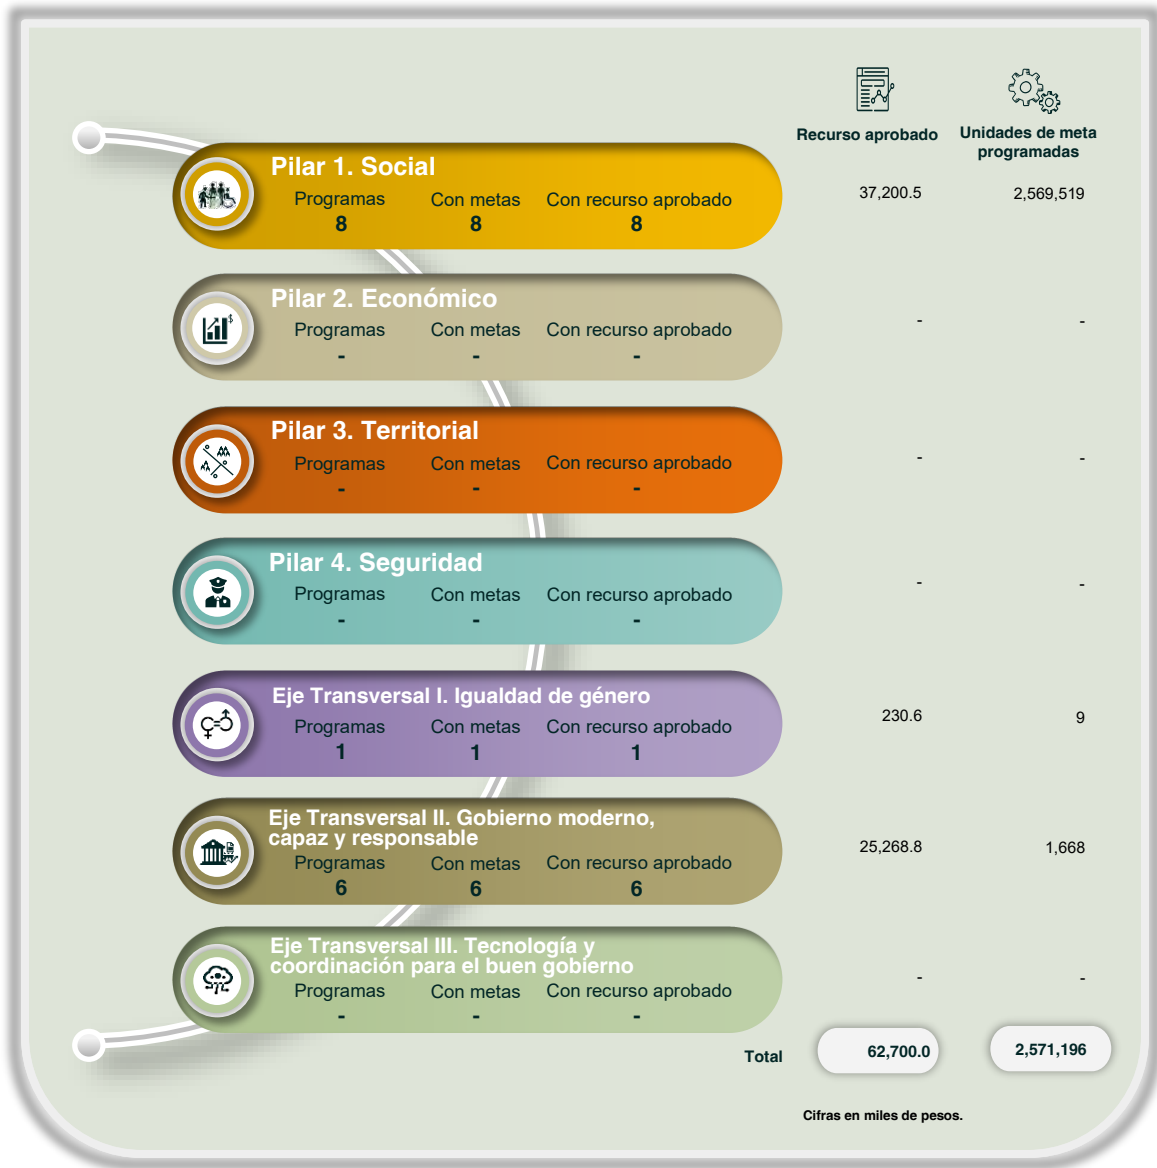 Recurso aprobado
Unidades de meta
programadas
Pilar 1. Social
Programas Con metas Con recurso aprobado
8 8 8
37,200.5 2,569,519
Pilar 2. Económico
Programas Con metas Con recurso aprobado
- - -
- -
Pilar 3. Territorial
Programas Con metas Con recurso aprobado
- - -
- -
Pilar 4. Seguridad
Programas Con metas Con recurso aprobado
- - -
- -
Eje Transversal I. Igualdad de género
Programas Con metas Con recurso aprobado
1 1 1
230.6 9
Eje Transversal II. Gobierno moderno,
capaz y responsable
Programas Con metas Con recurso aprobado
6 6 6
25,268.8 1,668
Eje Transversal III. Tecnología y
coordinación para el buen gobierno
Programas Con metas Con recurso aprobado
- - -
- -
Total 62,700.0 2,571,196
Cifras en miles de pesos.